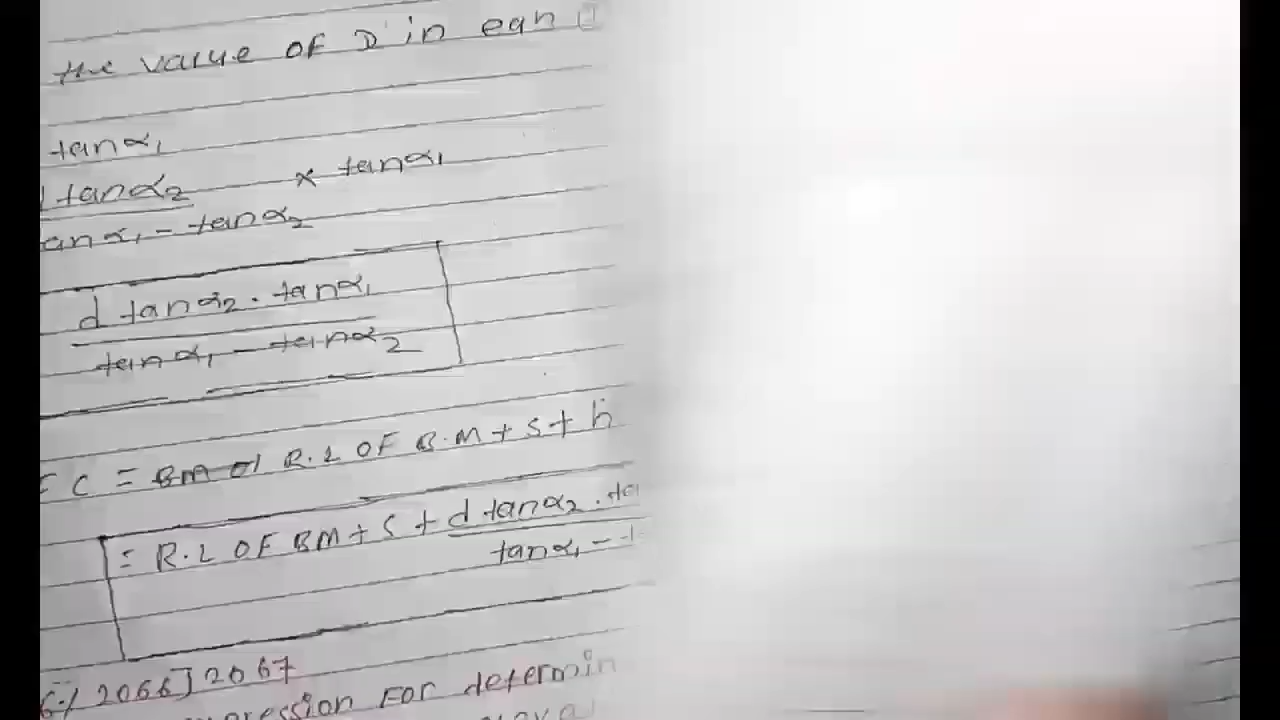 the value of D in eqn
tanα₁
tanα₂ × tanα₁
tanα₁ - tanα₂
d tanα₂ . tanα₁
tanα₁ - tanα₂
C = R.L OF B.M + S + h
= R.L OF BM + S + d tanα₂ .
tanα₁ -
2066] 2067
FOR determin